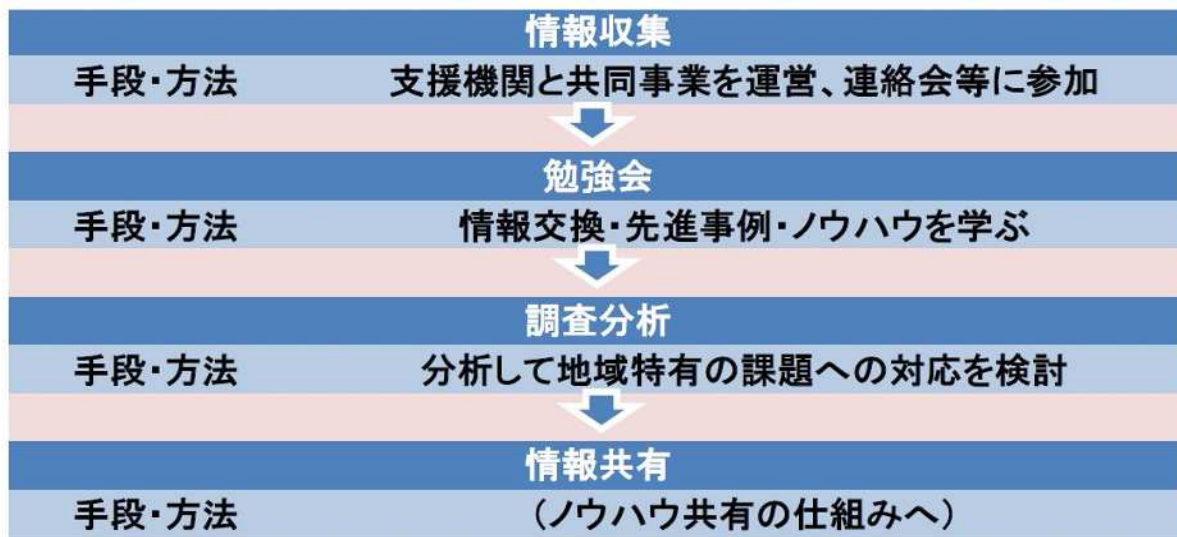 情報収集
手段・方法 支援機関と共同事業を運営、連絡会等に参加
勉強会
手段・方法 情報交換・先進事例・ノウハウを学ぶ
調査分析
手段・方法 分析して地域特有の課題への対応を検討
情報共有
手段・方法 （ノウハウ共有の仕組みへ）